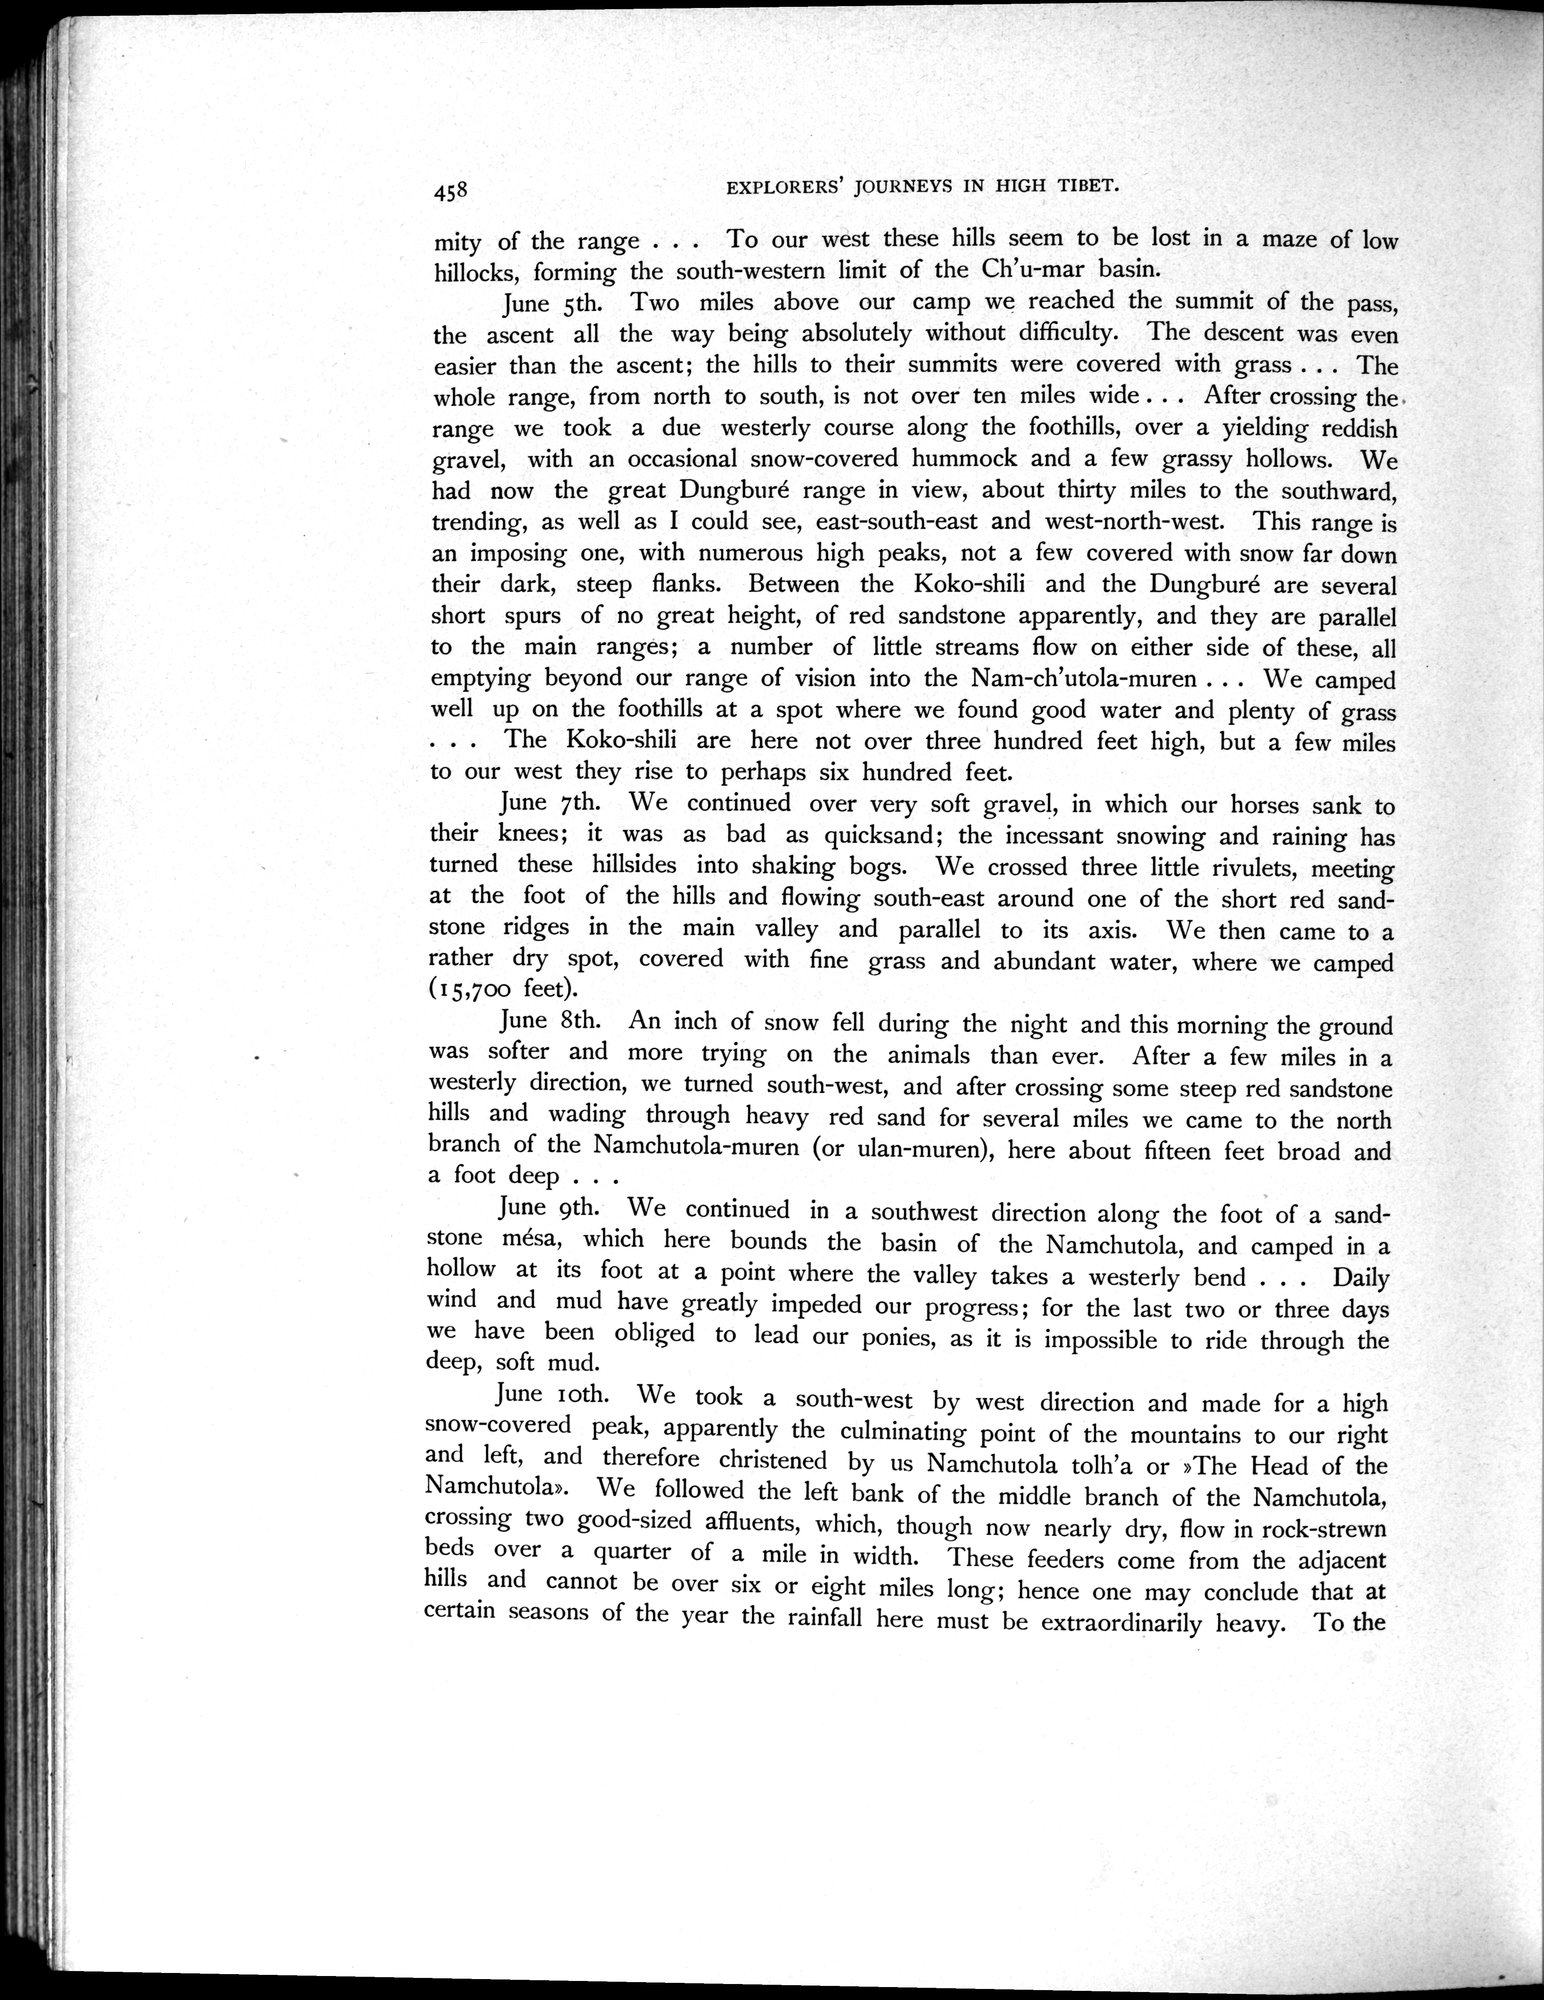 458
EXPLORERS' JOURNEYS IN HIGH TIBET.
mity of the range . . . To our west these hills seem to be lost in a maze of low
hillocks, forming the south-western limit of the Ch'u-mar basin.
June 5th. Two miles above our camp we reached the summit of the pass,
the ascent all the way being absolutely without difficulty. The descent was even
easier than the ascent; the hills to their summits were covered with grass . . . The
whole range, from north to south, is not over ten miles wide . . . After crossing the
range we took a due westerly course along the foothills, over a yielding reddish
gravel, with an occasional snow-covered hummock and a few grassy hollows. We
had now the great Dungburé range in view, about thirty miles to the southward,
trending, as well as I could see, east-south-east and west-north-west. This range is
an imposing one, with numerous high peaks, not a few covered with snow far down
their dark, steep flanks. Between the Koko-shili and the Dungburé are several
short spurs of no great height, of red sandstone apparently, and they are parallel
to the main ranges; a number of little streams flow on either side of these, all
emptying beyond our range of vision into the Nam-ch'utola-muren . . . We camped
well up on the foothills at a spot where we found good water and plenty of grass
. . . The Koko-shili are here not over three hundred feet high, but a few miles
to our west they rise to perhaps six hundred feet.
June 7th. We continued over very soft gravel, in which our horses sank to
their knees; it was as bad as quicksand; the incessant snowing and raining has
turned these hillsides into shaking bogs. We crossed three little rivulets, meeting
at the foot of the hills and flowing south-east around one of the short red sand-
stone ridges in the main valley and parallel to its axis. We then came to a
rather dry spot, covered with fine grass and abundant water, where we camped
(15,700 feet).
June 8th. An inch of snow fell during the night and this morning the ground
was softer and more trying on the animals than ever. After a few miles in a
westerly direction, we turned south-west, and after crossing some steep red sandstone
hills and wading through heavy red sand for several miles we came to the north
branch of the Namchutola-muren (or ulan-muren), here about fifteen feet broad and
a foot deep . . .
June 9th. We continued in a southwest direction along the foot of a sand-
stone mésa, which here bounds the basin of the Namchutola, and camped in a
hollow at its foot at a point where the valley takes a westerly bend . . . Daily
wind and mud have greatly impeded our progress; for the last two or three days
we have been obliged to lead our ponies, as it is impossible to ride through the
deep, soft mud.
June 10th. We took a south-west by west direction and made for a high
snow-covered peak, apparently the culminating point of the mountains to our right
and left, and therefore christened by us Namchutola tolh'a or »The Head of the
Namchutola». We followed the left bank of the middle branch of the Namchutola,
crossing two good-sized affluents, which, though now nearly dry, flow in rock-strewn
beds over a quarter of a mile in width. These feeders come from the adjacent
hills and cannot be over six or eight miles long; hence one may conclude that at
certain seasons of the year the rainfall here must be extraordinarily heavy. To the